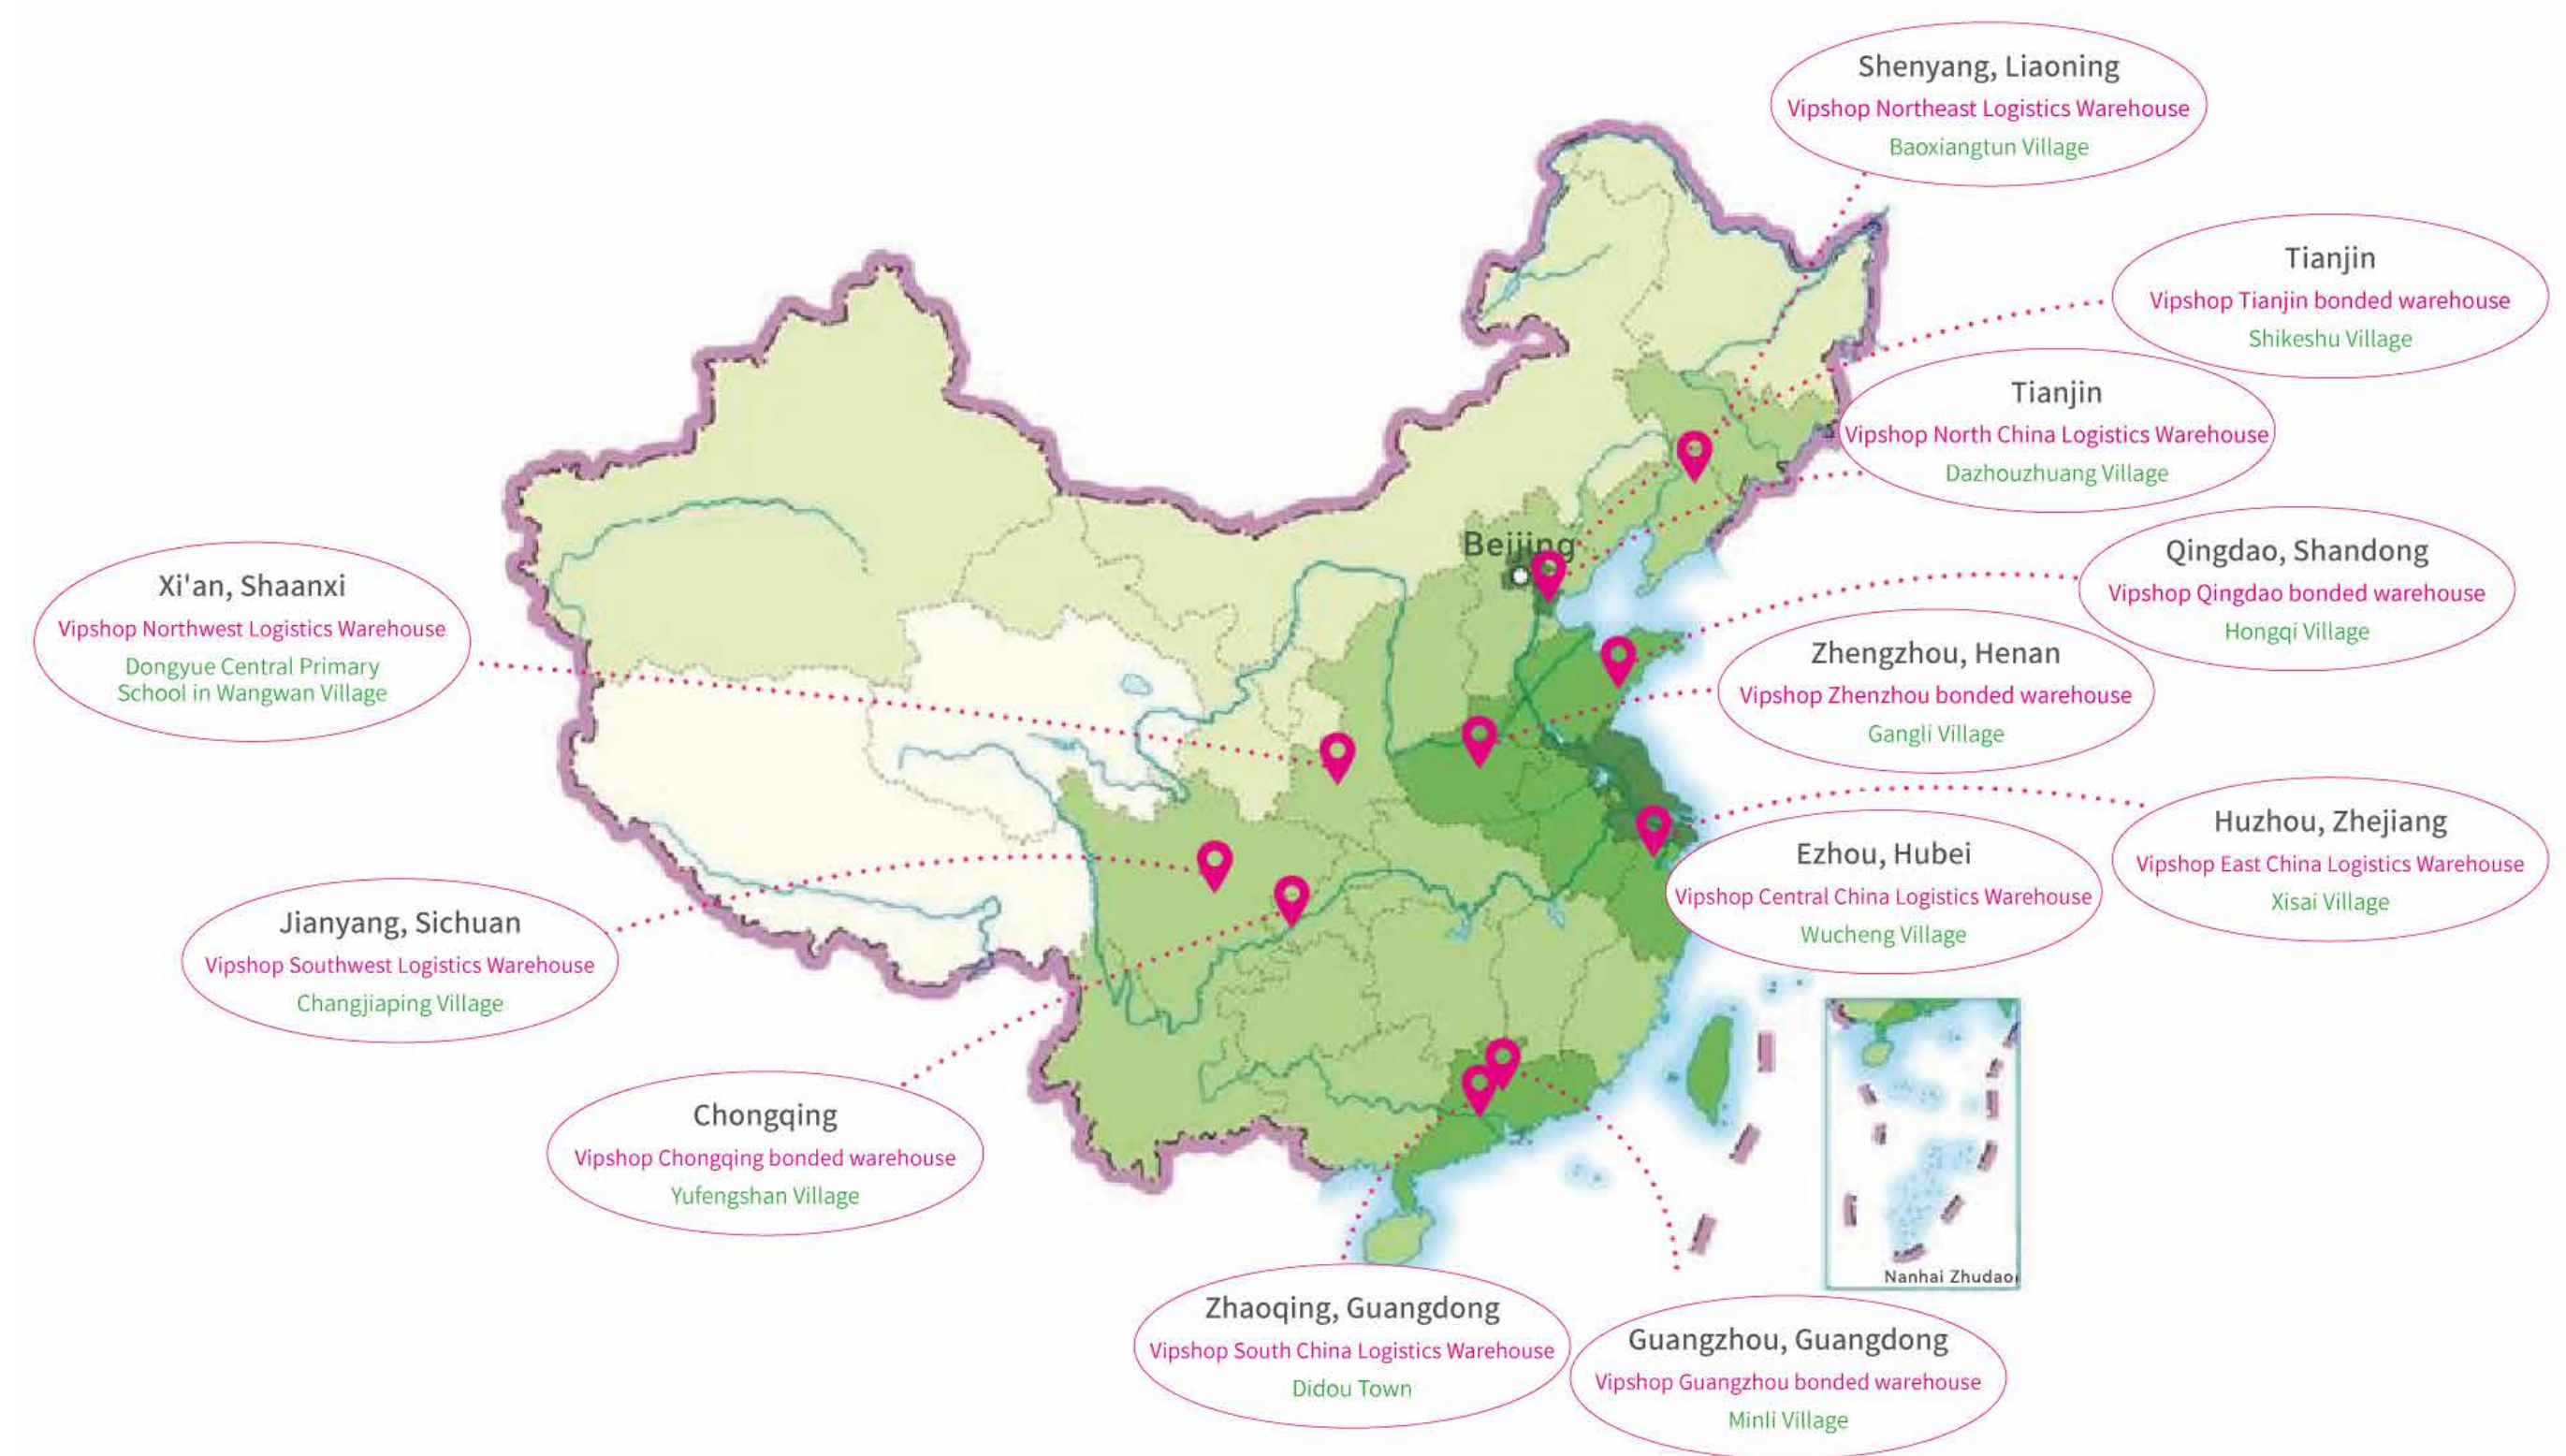 Shenyang, Liaoning
Vipshop Northeast Logistics Warehouse
Baoxiangtun Village
Tianjin
Vipshop Tianjin bonded warehouse
Shikeshu Village
Tianjin
Vipshop North China Logistics Warehouse
Dazhouzhuang Village
Beijing
Qingdao, Shandong
Vipshop Qingdao bonded warehouse
Hongqi Village
Xi'an, Shaanxi
Vipshop Northwest Logistics Warehouse
Dongyue Central Primary
School in Wangwan Village
Zhengzhou, Henan
Vipshop Zhenzhou bonded warehouse
Gangli Village
Huzhou, Zhejiang
Vipshop East China Logistics Warehouse
Xisai Village
Ezhou, Hubei
Vipshop Central China Logistics Warehouse
Wucheng Village
Jianyang, Sichuan
Vipshop Southwest Logistics Warehouse
Changjiaping Village
Chongqing
Vipshop Chongqing bonded warehouse
Yufengshan Village
Nanhai Zhudao
Zhaoqing, Guangdong
Vipshop South China Logistics Warehouse
Didou Town
Guangzhou, Guangdong
Vipshop Guangzhou bonded warehouse
Minli Village